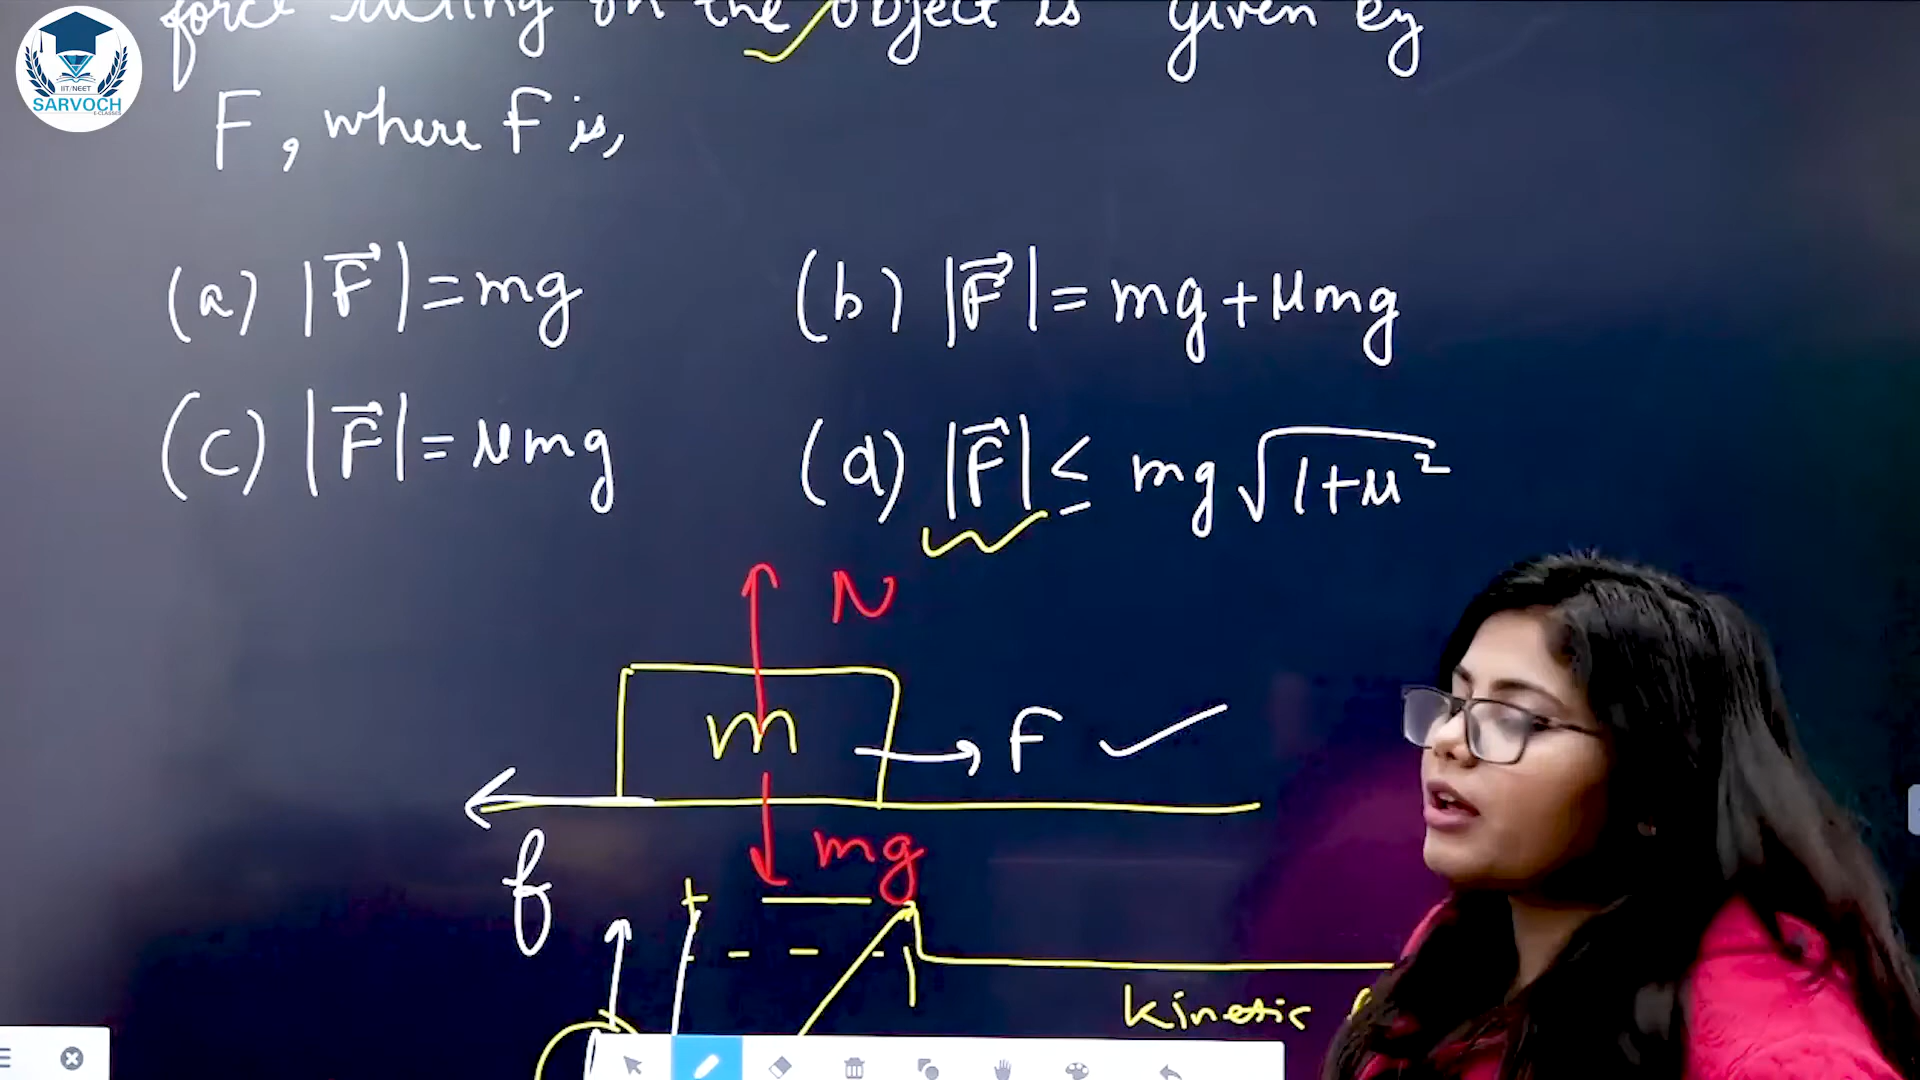 force acting on the object is given by
IIT/NEET
SARVOCH
E-CLASSES
F, where F is,
(a) |F⃗| = mg
(b) |F⃗| = mg + μmg
(c) |F⃗| = μmg
(d) |F⃗| ≤ mg√1+μ²
N
m
F
f
mg
kinetic